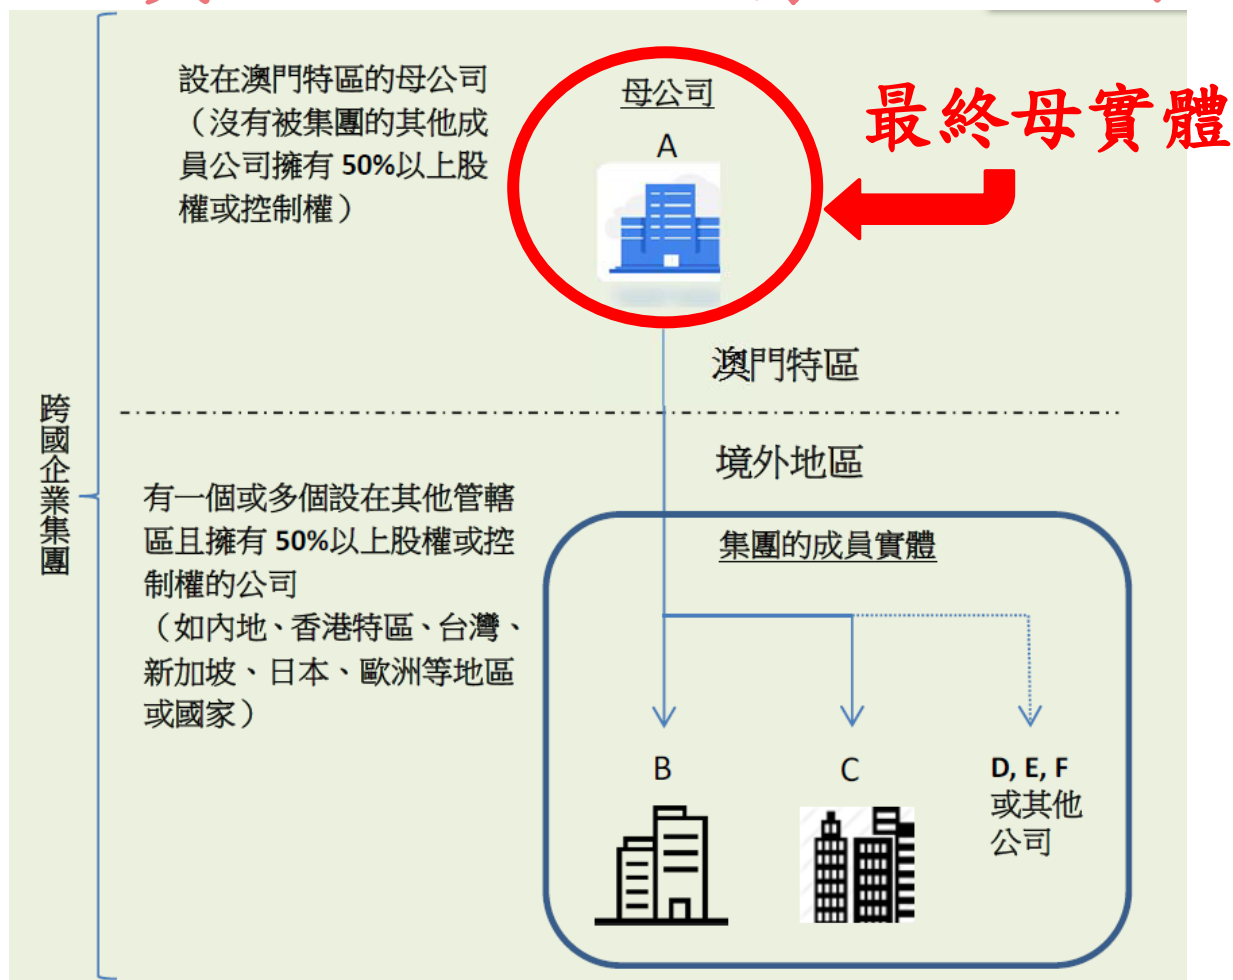 設在澳門特區的母公司
（沒有被集團的其他成
員公司擁有 50%以上股
權或控制權）
母公司
A
最終母實體
澳門特區
境外地區
跨國企業集團
有一個或多個設在其他管轄
區且擁有 50%以上股權或控
制權的公司
（如內地、香港特區、台灣、
新加坡、日本、歐洲等地區
或國家）
集團的成員實體
B
C
D, E, F
或其他
公司